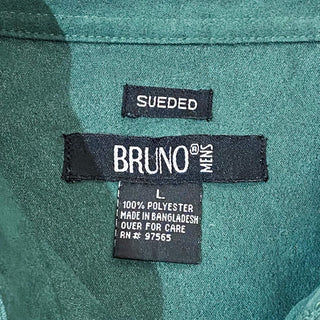 SUEDED
BRUNO® MENS
L
100% POLYESTER
MADE IN BANGLADESH
OVER FOR CARE
RN# 97565